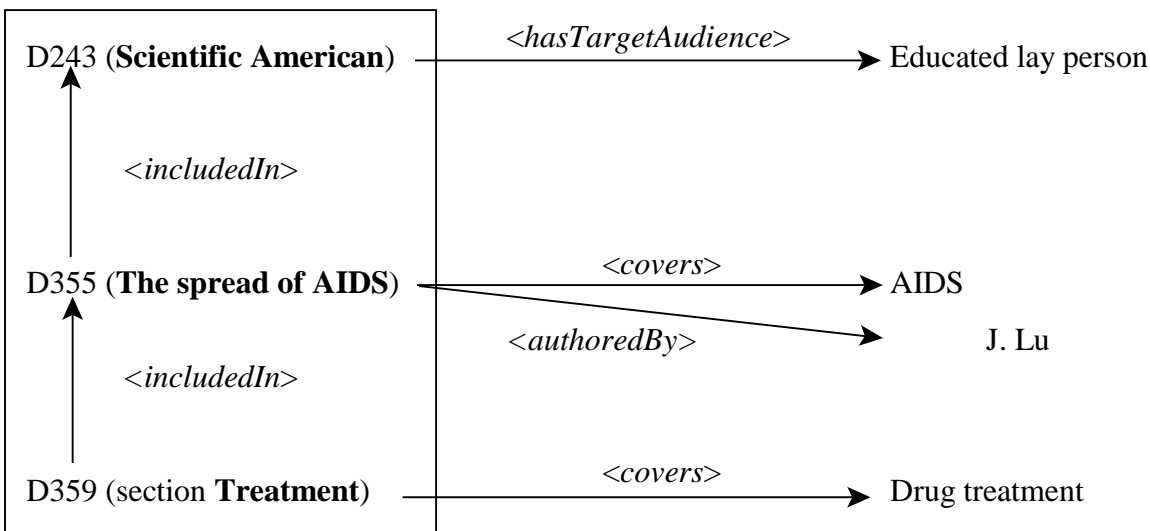 <hasTargetAudience>
D243 (Scientific American) Educated lay person
<includedIn>
<covers>
D355 (The spread of AIDS) AIDS
<authoredBy> J. Lu
<includedIn>
<covers>
D359 (section Treatment) Drug treatment